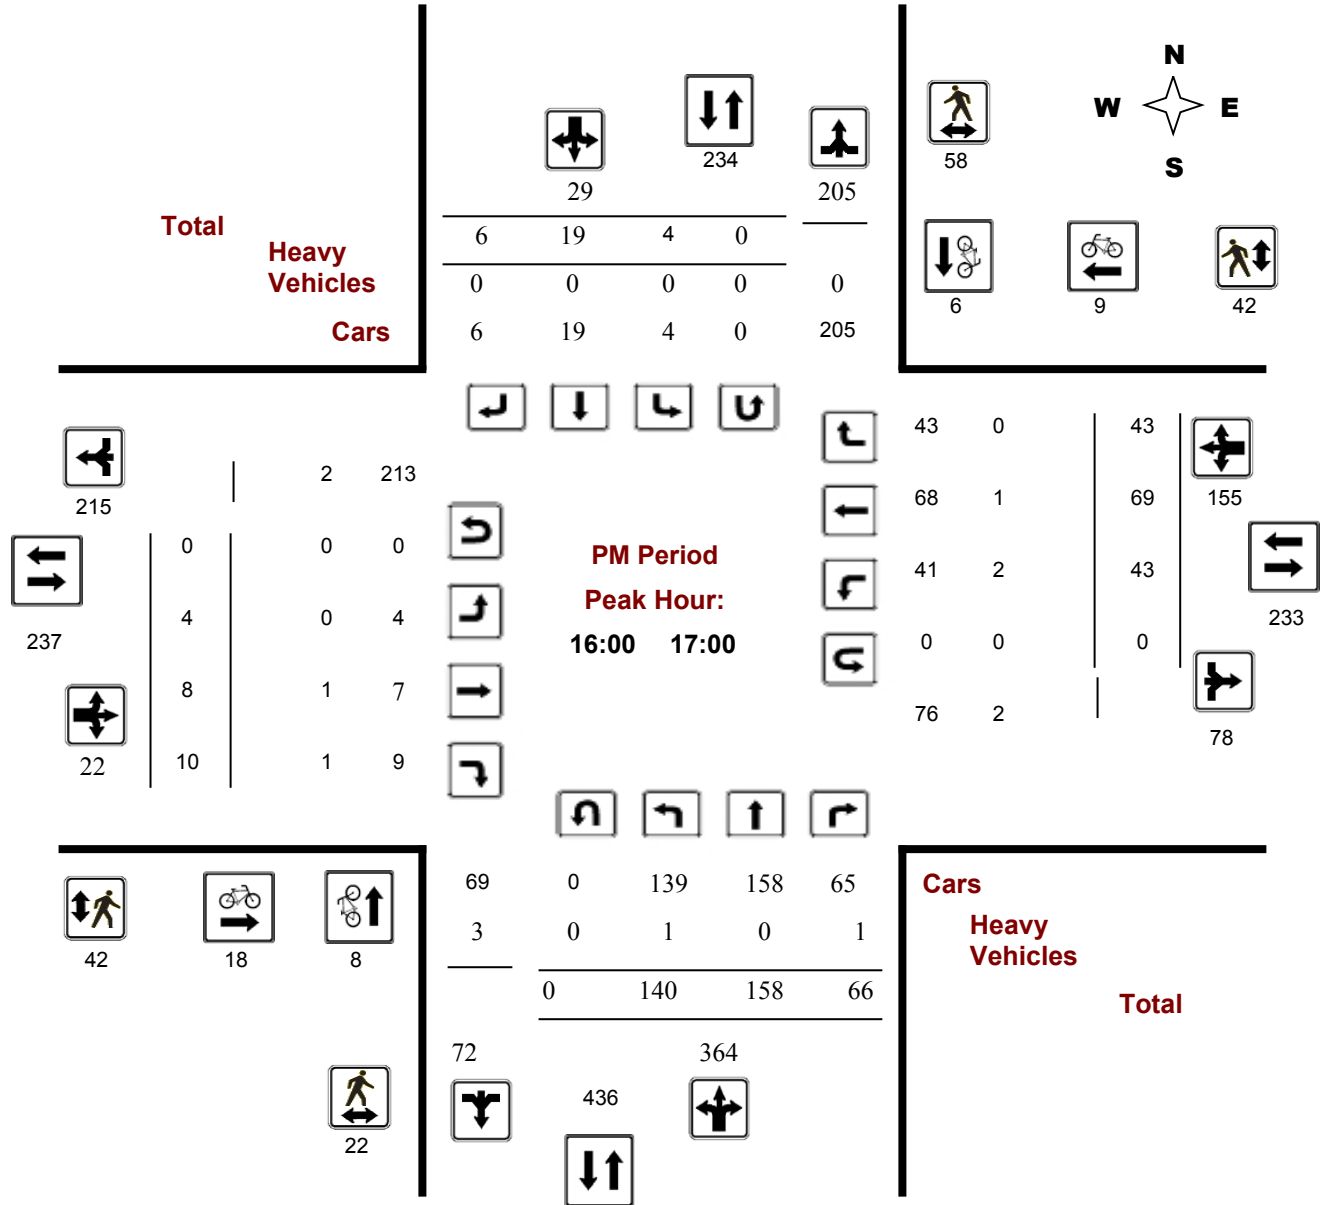 N
W E
S
234
58
29 205
Total
6 19 4 0
Heavy
Vehicles
0 0 0 0 0
Cars
6 19 4 0 205
6 9 42
43 0 43
2 213
215
68 1 69 155
0 0 0
PM Period
41 2 43
Peak Hour:
4 0 4
233
237
16:00 17:00
0 0 0
8 1 7
76 2
78
22 10 1 9
69 0 139 158 65
Cars
3 0 1 0 1
Heavy
Vehicles
42 18 8
0 140 158 66
Total
72 364
436
22